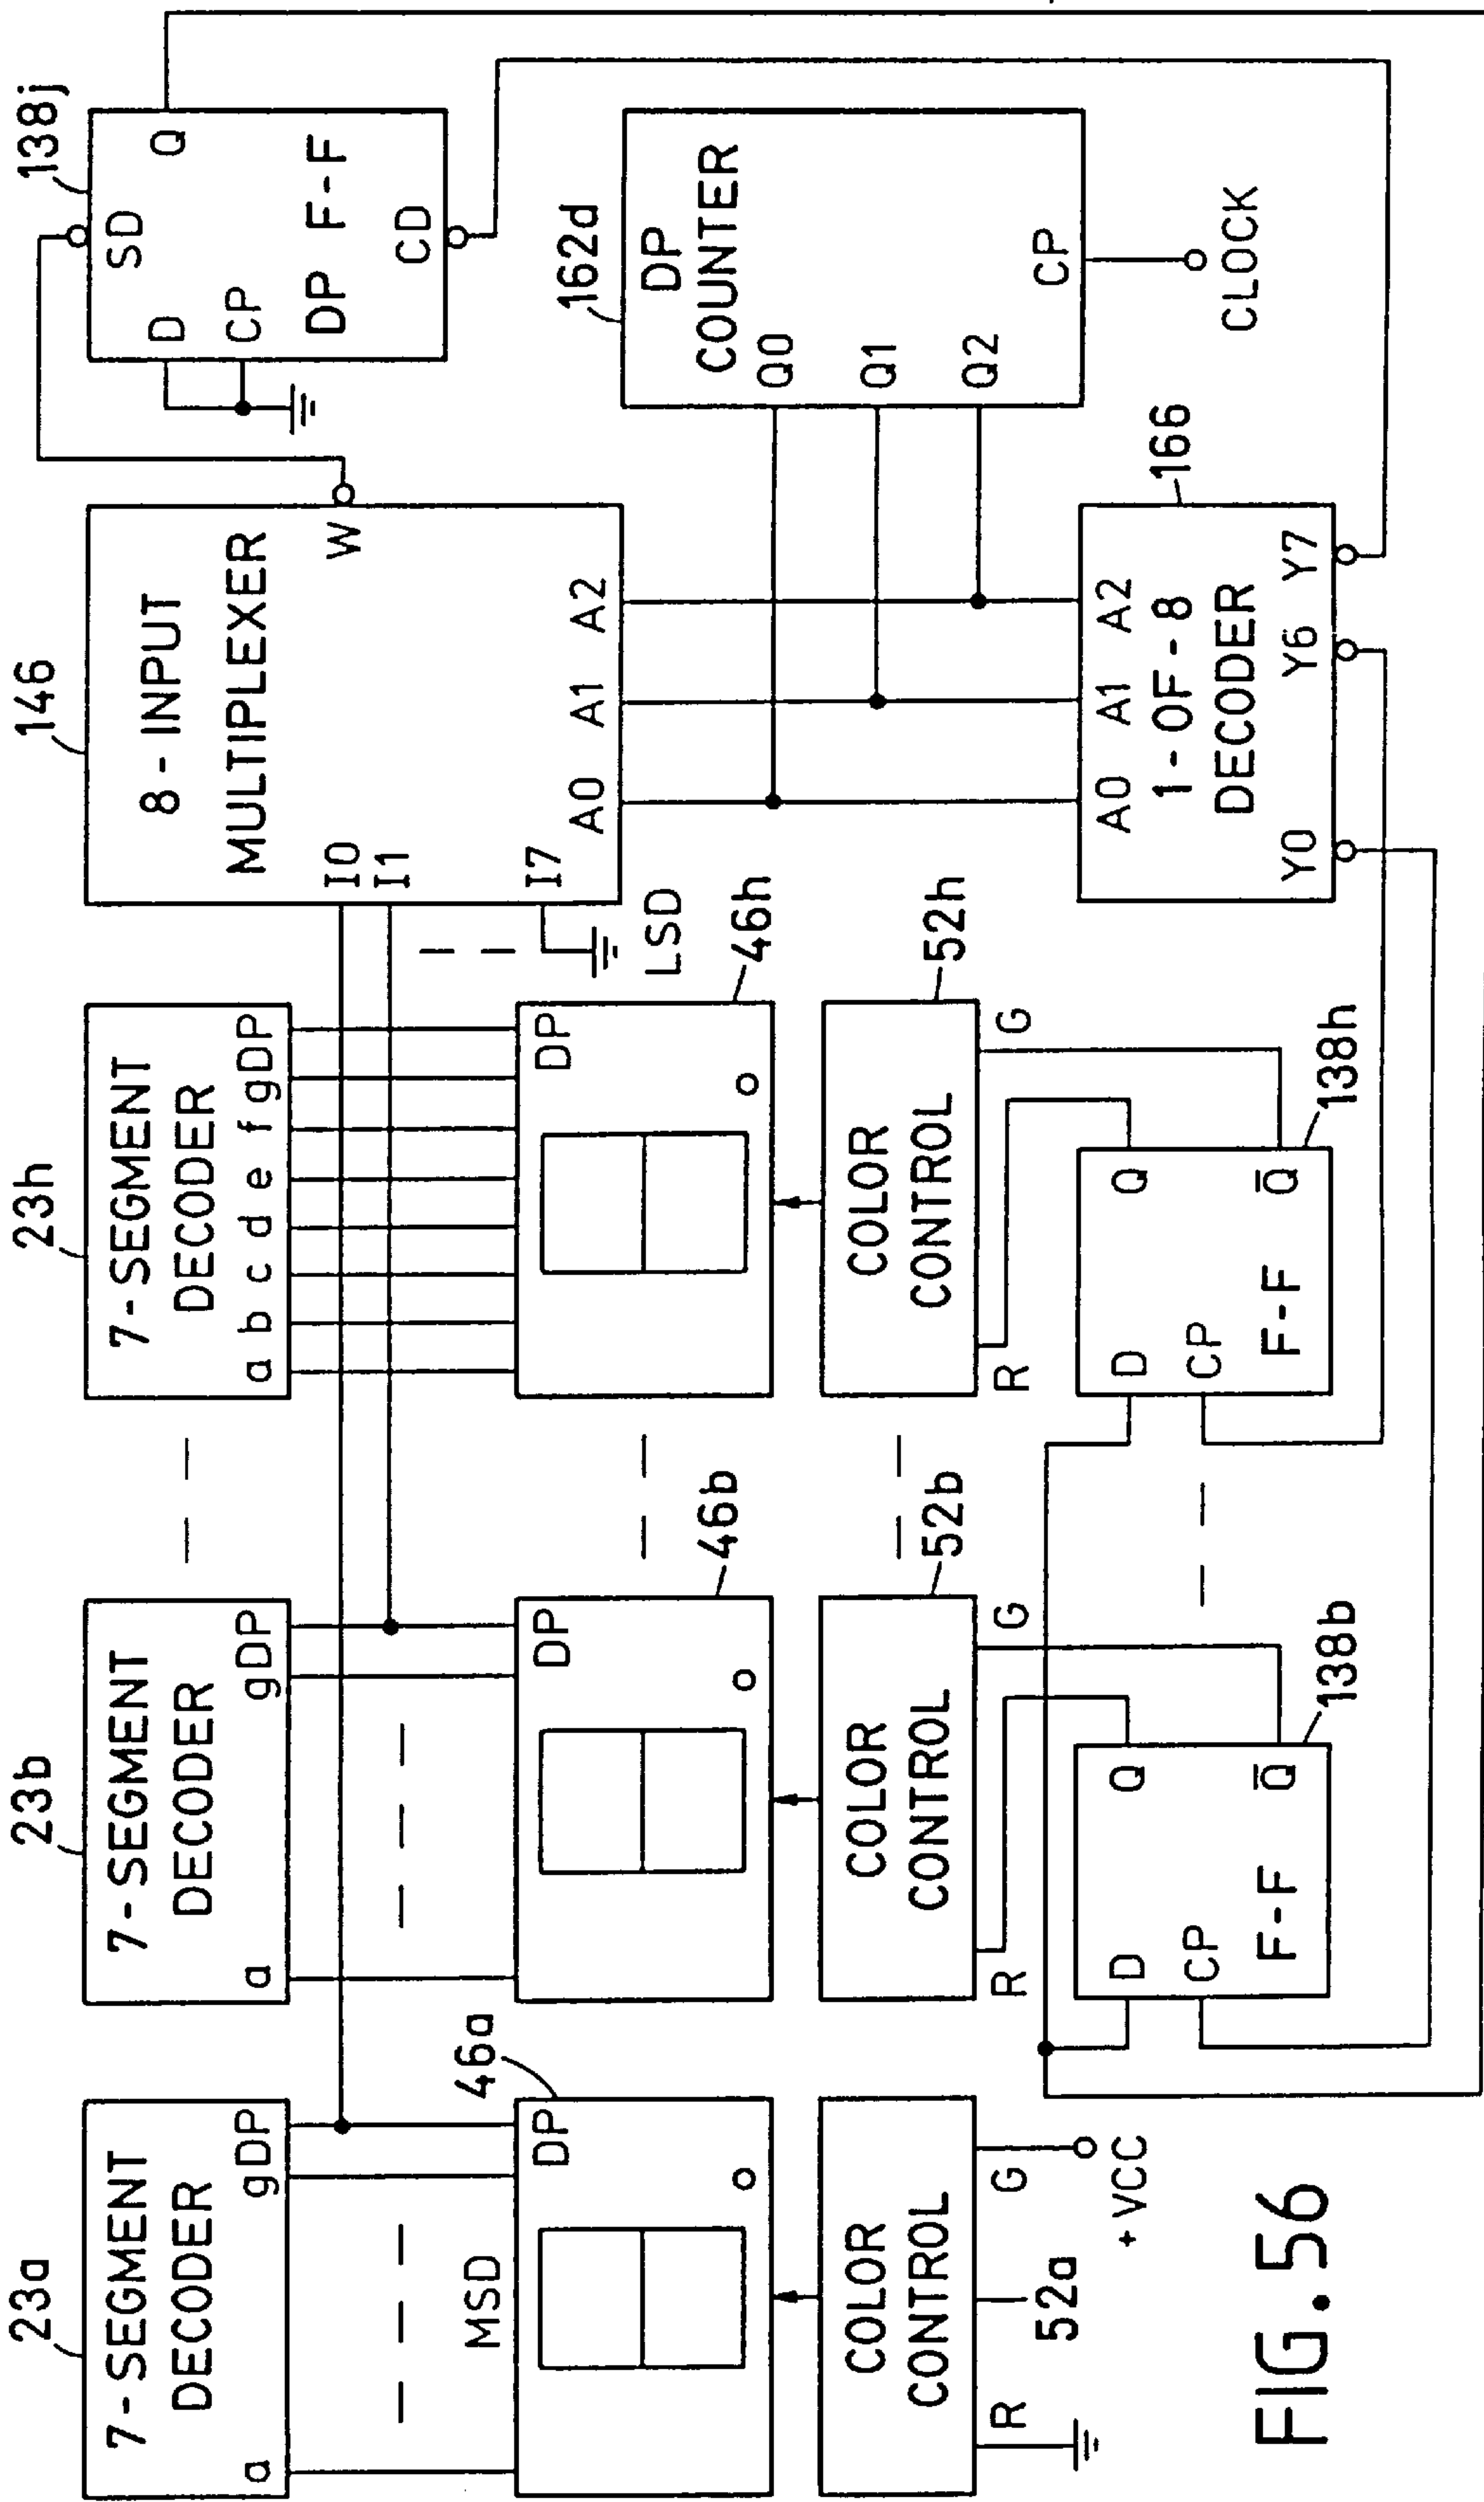 23a
7-SEGMENT
DECODER
a
gDP
23b
7-SEGMENT
DECODER
a
gDP
23h
7-SEGMENT
DECODER
a b c d e f gDP
146
8-INPUT
MULTIPLEXER
I0
I1
I7
W
A0 A1 A2
138j
SD
D
Q
CP
DP F-F
CD
MSD
46a
DP
46b
DP
LSD
46h
DP
162d
DP
COUNTER
Q0
Q1
Q2
CP
CLOCK
COLOR
CONTROL
R
G
52a
+VCC
COLOR
CONTROL
52b
R
G
COLOR
CONTROL
52h
R
G
D
Q
CP
F-F
Q̅
138b
D
Q
CP
F-F
Q̅
138h
166
A0 A1 A2
1-OF-8
DECODER
Y0 Y6 Y7
FIG.56